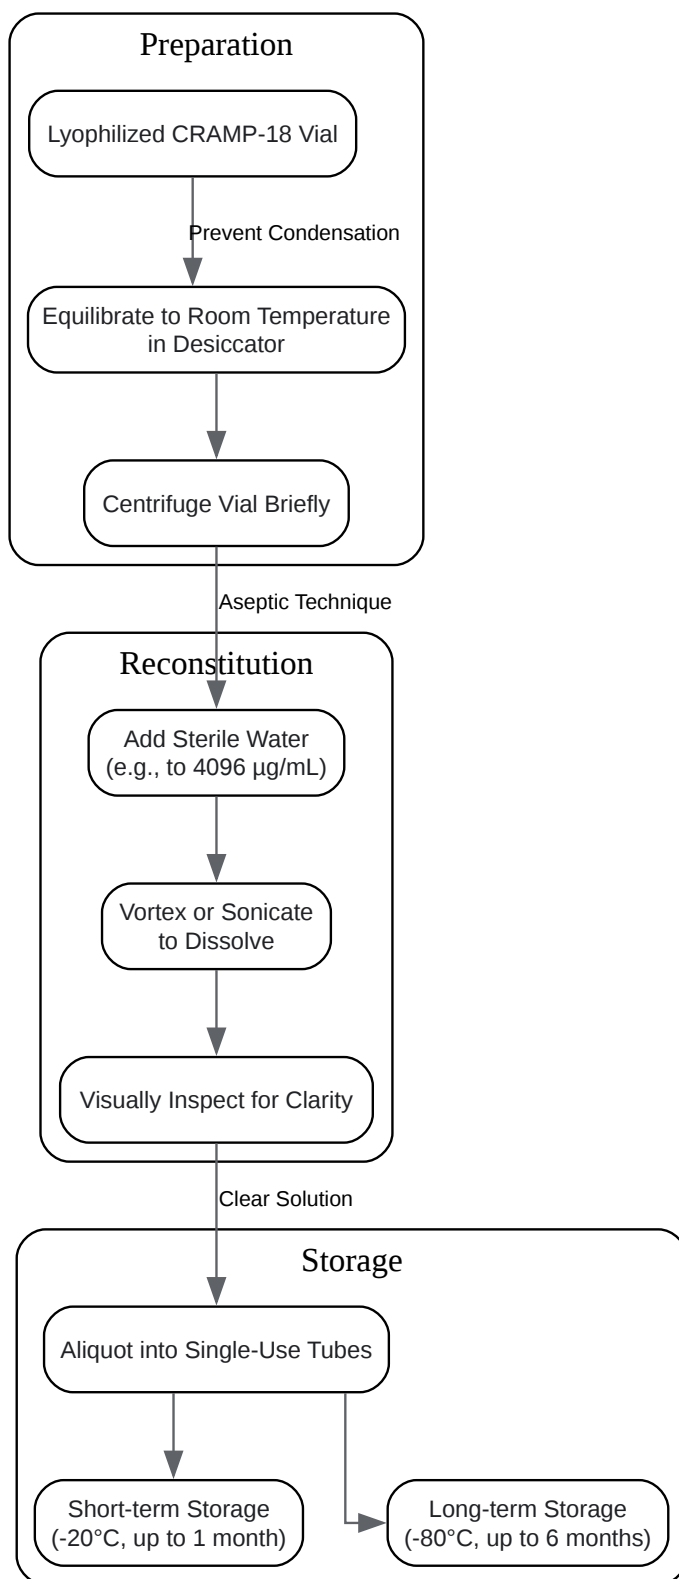 Preparation
Lyophilized CRAMP-18 Vial
Prevent Condensation
Equilibrate to Room Temperature
in Desiccator
Centrifuge Vial Briefly
Aseptic Technique
Reconstitution
Add Sterile Water
(e.g., to 4096 µg/mL)
Vortex or Sonicate
to Dissolve
Visually Inspect for Clarity
Clear Solution
Storage
Aliquot into Single-Use Tubes
Short-term Storage
(-20°C, up to 1 month)
Long-term Storage
(-80°C, up to 6 months)